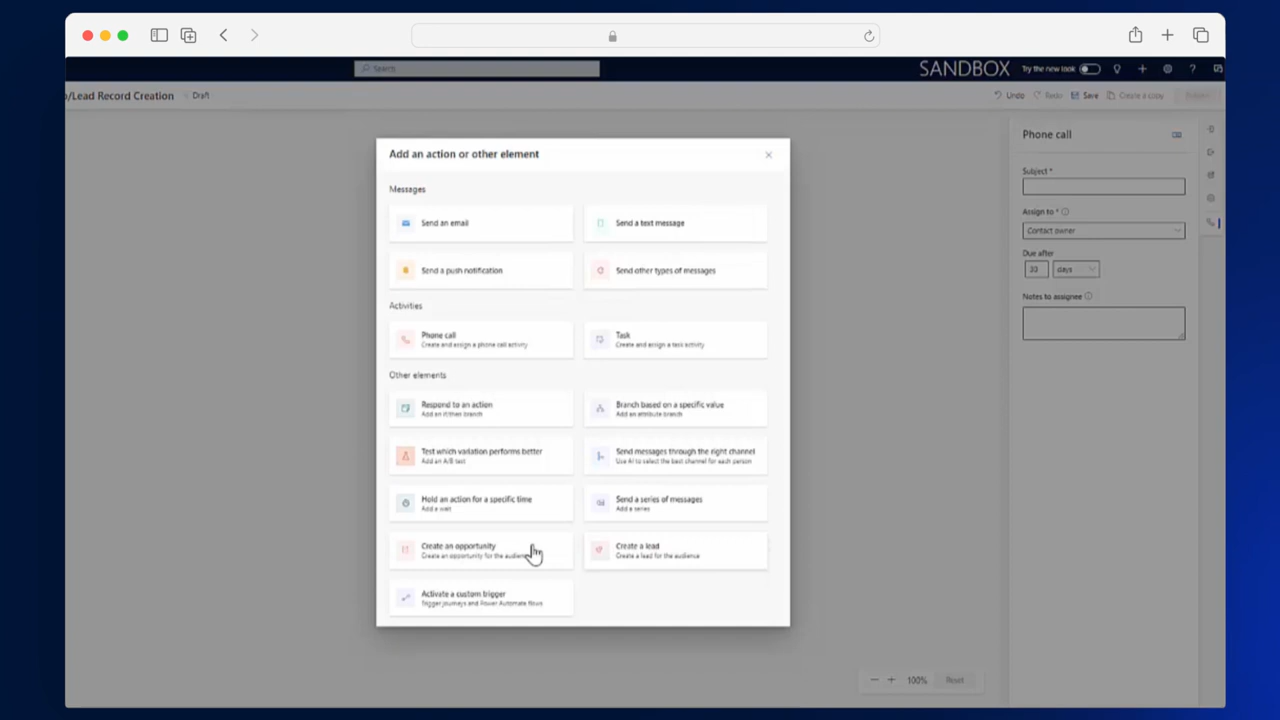 Search
SANDBOX
Try the new look
/Lead Record Creation
Draft
Undo
Redo
Save
Create a copy
Add an action or other element
Messages
Send an email
Send a text message
Send a push notification
Send other types of messages
Activities
Phone call
Create and assign a phone call activity
Task
Create and assign a task activity
Other elements
Respond to an action
Add an if/then branch
Branch based on a specific value
Add an attribute branch
Test which variation performs better
Add an A/B test
Send messages through the right channel
Use AI to select the best channel for each person
Hold an action for a specific time
Add a wait
Send a series of messages
Add a series
Create an opportunity
Create an opportunity for the audience
Create a lead
Create a lead for the audience
Activate a custom trigger
Trigger journeys and Power Automate flows
Phone call
Subject *
Assign to *
Contact owner
Due after
days
Notes to assignee
100%
Reset